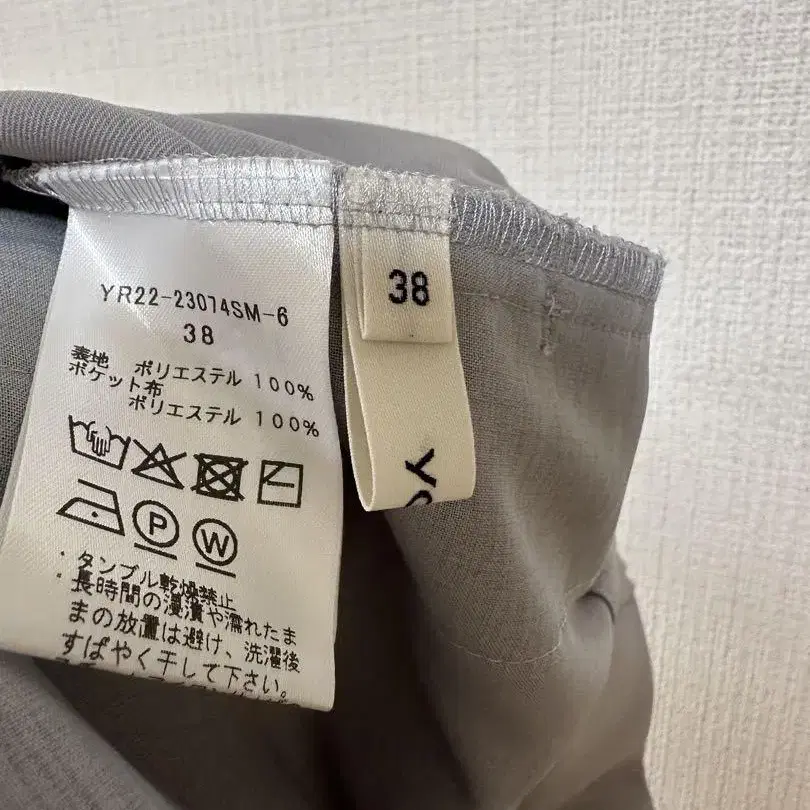 YR22-23074SM-6
38
表地 ポリエステル 100%
ポケット布
ポリエステル 100%
P
W
・タンブル乾燥禁止
・長時間の浸漬や濡れたま
まの放置は避け、洗濯後
すばやく干して下さい。
38